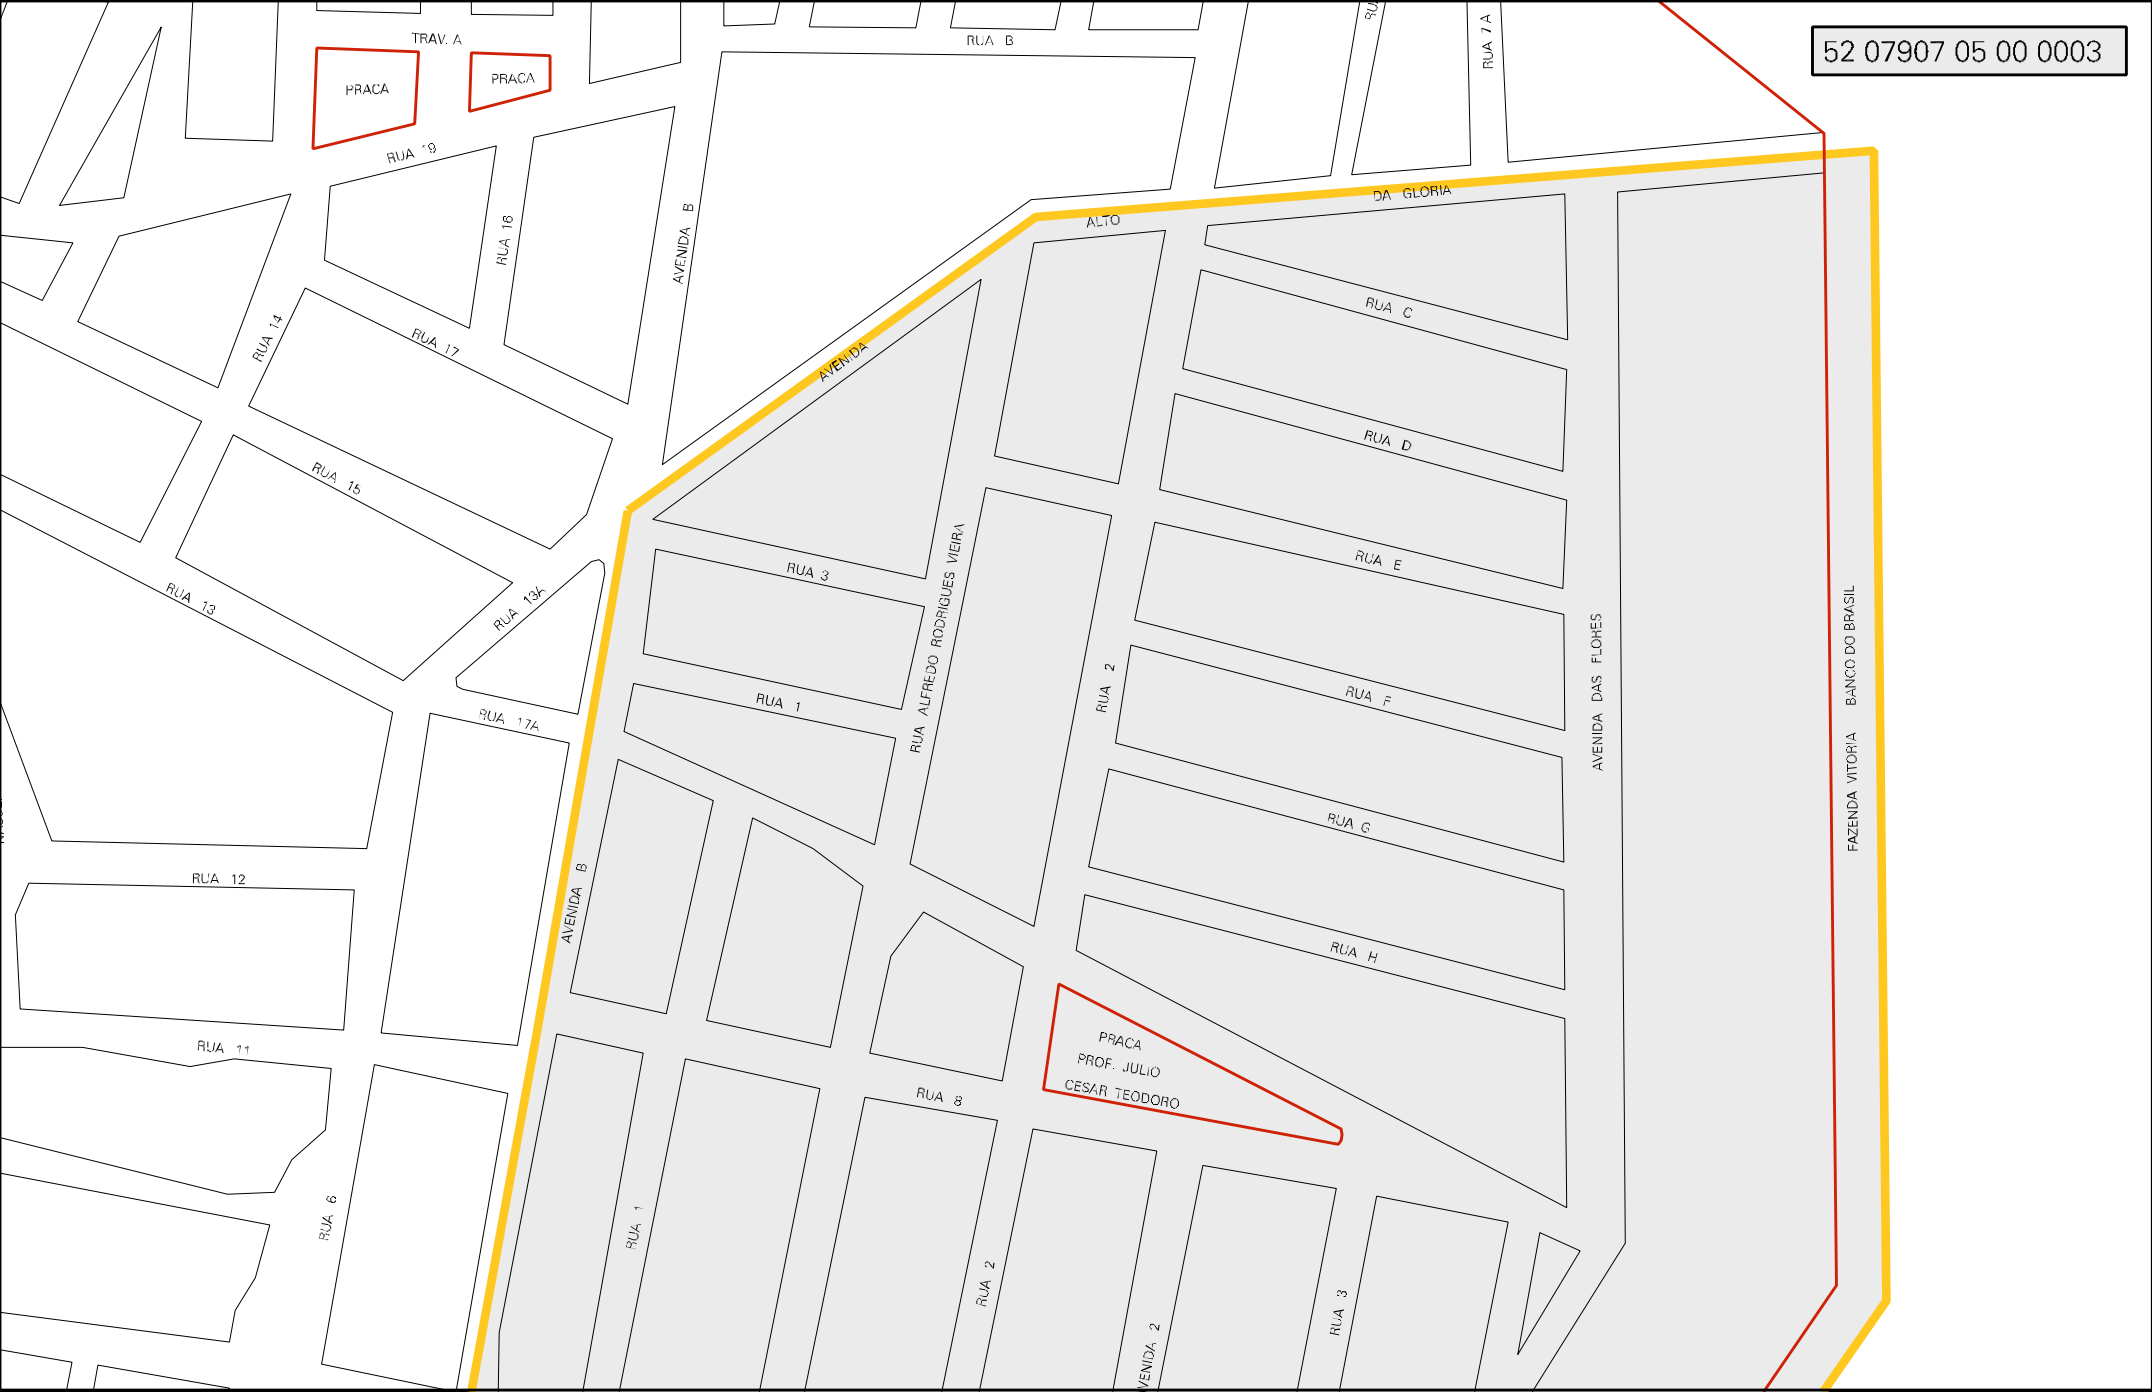 TRAV. A
RUA B
RUA 7 A
52 07907 05 00 0003
PRACA
PRACA
RUA 19
DA GLORIA
ALTO
RUA 16
AVENIDA B
RUA C
RUA 14
RUA 17
AVENIDA
RUA D
RUA 15
RUA E
RUA 3
RUA 13
RUA 13A
RUA ALFREDO RODRIGUES VIEIRA
RUA 2
RUA F
AVENIDA DAS FLORES
FAZENDA VITORIA BANCO DO BRASIL
RUA 1
RUA 17A
RUA G
RUA 12
AVENIDA B
RUA H
RUA 11
PRACA
PROF. JULIO
CESAR TEODORO
RUA 8
RUA 6
RUA 1
RUA 2
RUA 3
VENIDA 2